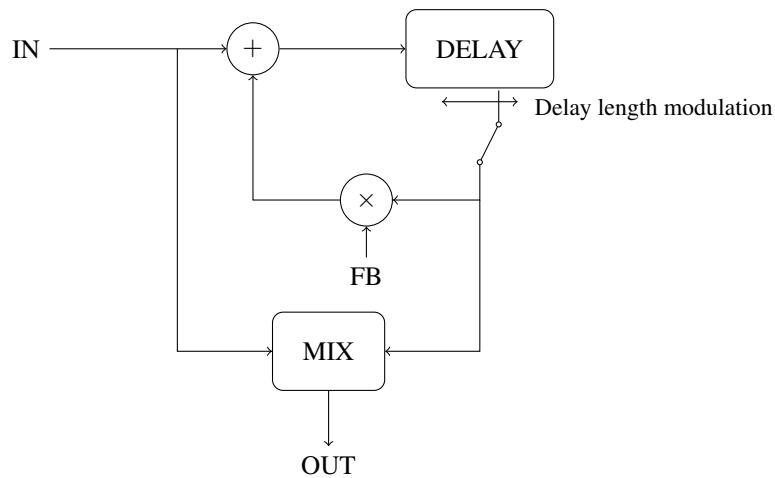 IN
+
DELAY
Delay length modulation
×
FB
MIX
OUT